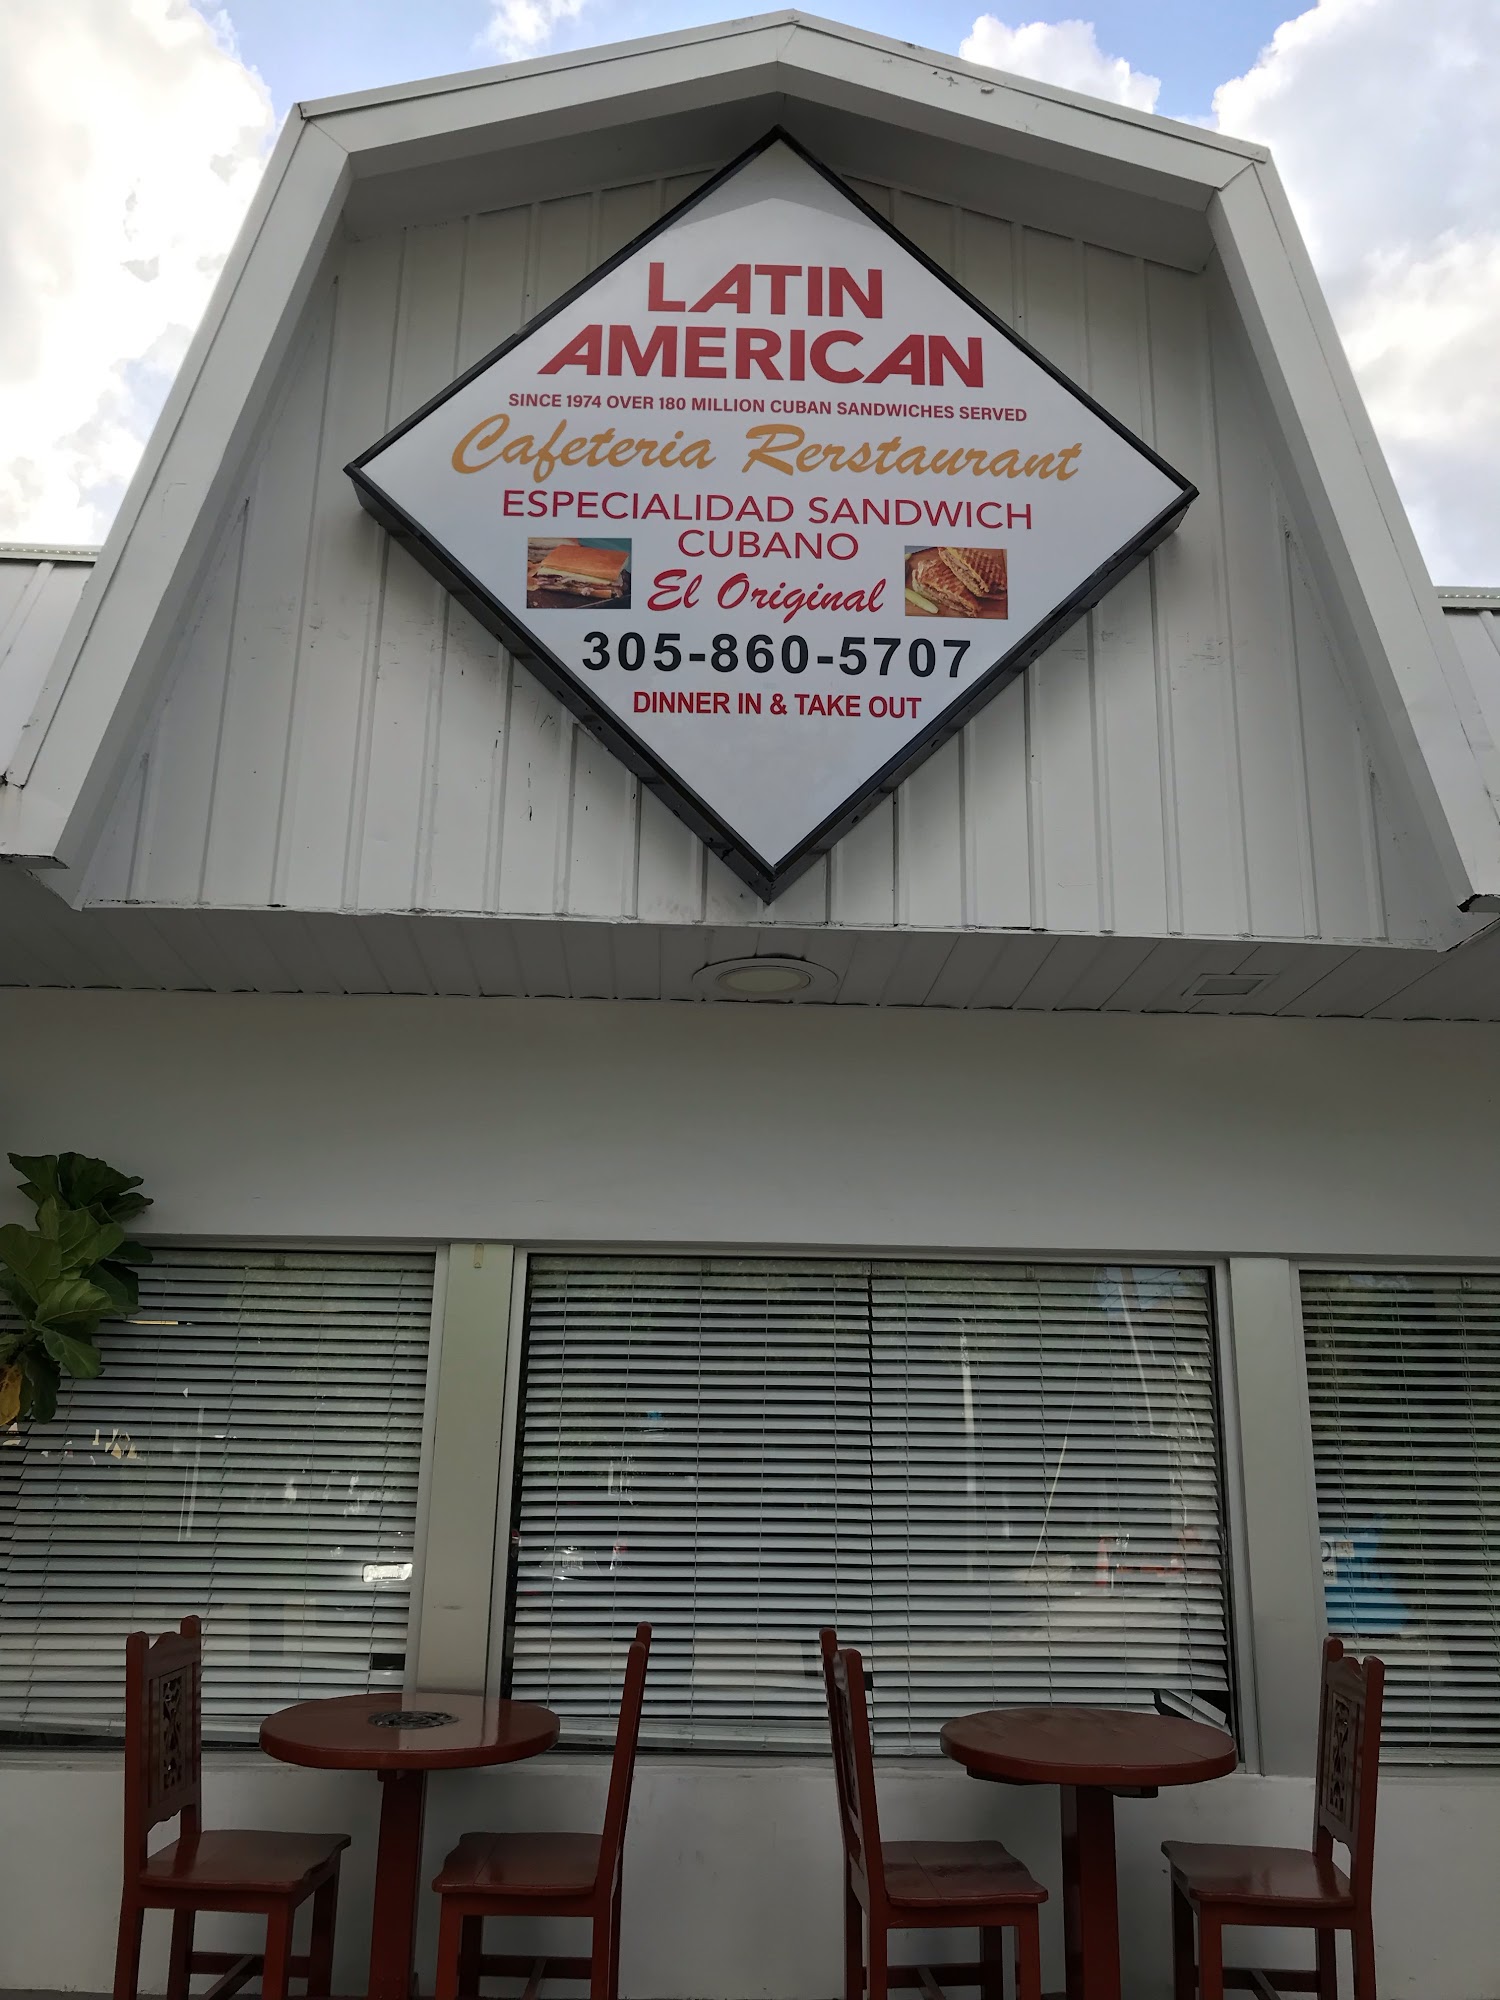 LATIN
AMERICAN
SINCE 1974 OVER 180 MILLION CUBAN SANDWICHES SERVED
Cafeteria Rerstaurant
ESPECIALIDAD SANDWICH
CUBANO
El Original
305-860-5707
DINNER IN & TAKE OUT